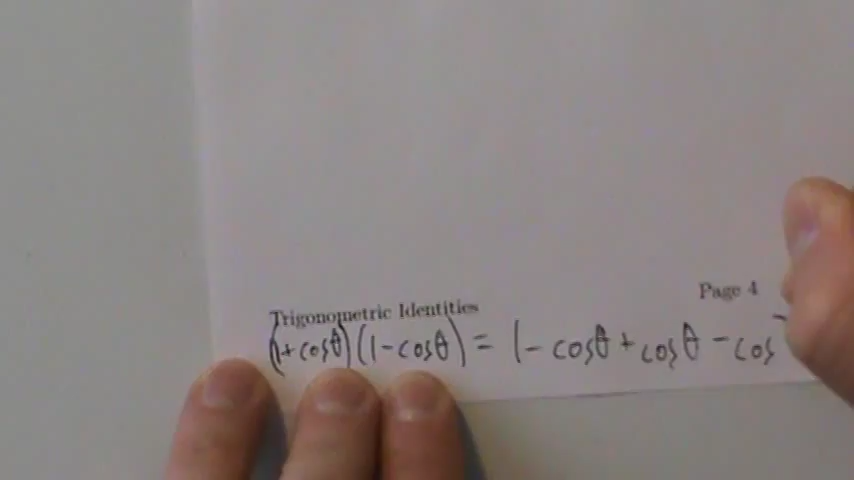 Page 4
Trigonometric Identities
(1+cosθ)(1-cosθ) = 1-cosθ+cosθ-cos